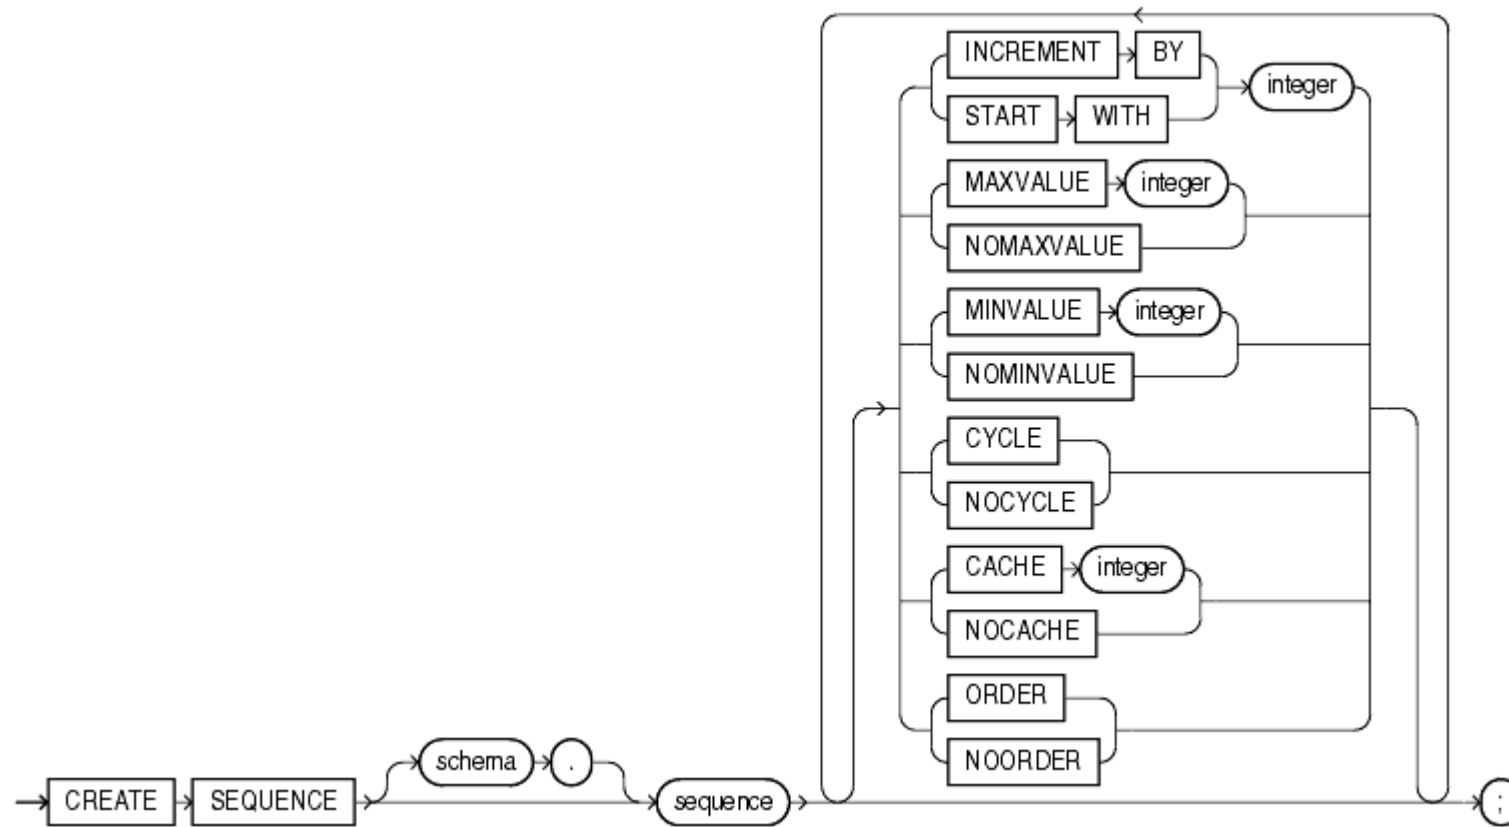 INCREMENT BY
integer
START WITH
MAXVALUE integer
NOMAXVALUE
MINVALUE integer
NOMINVALUE
CYCLE
NOCYCLE
CACHE integer
NOCACHE
ORDER
NOORDER
schema .
CREATE SEQUENCE sequence ;